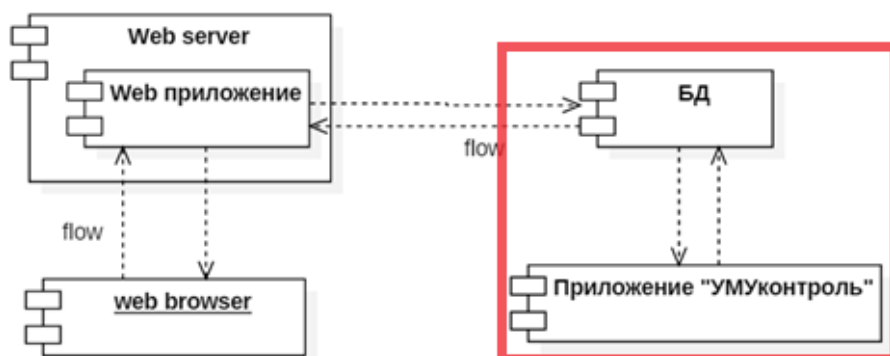 Web server
Web приложение
БД
flow
flow
web browser
Приложение "УМУконтроль"